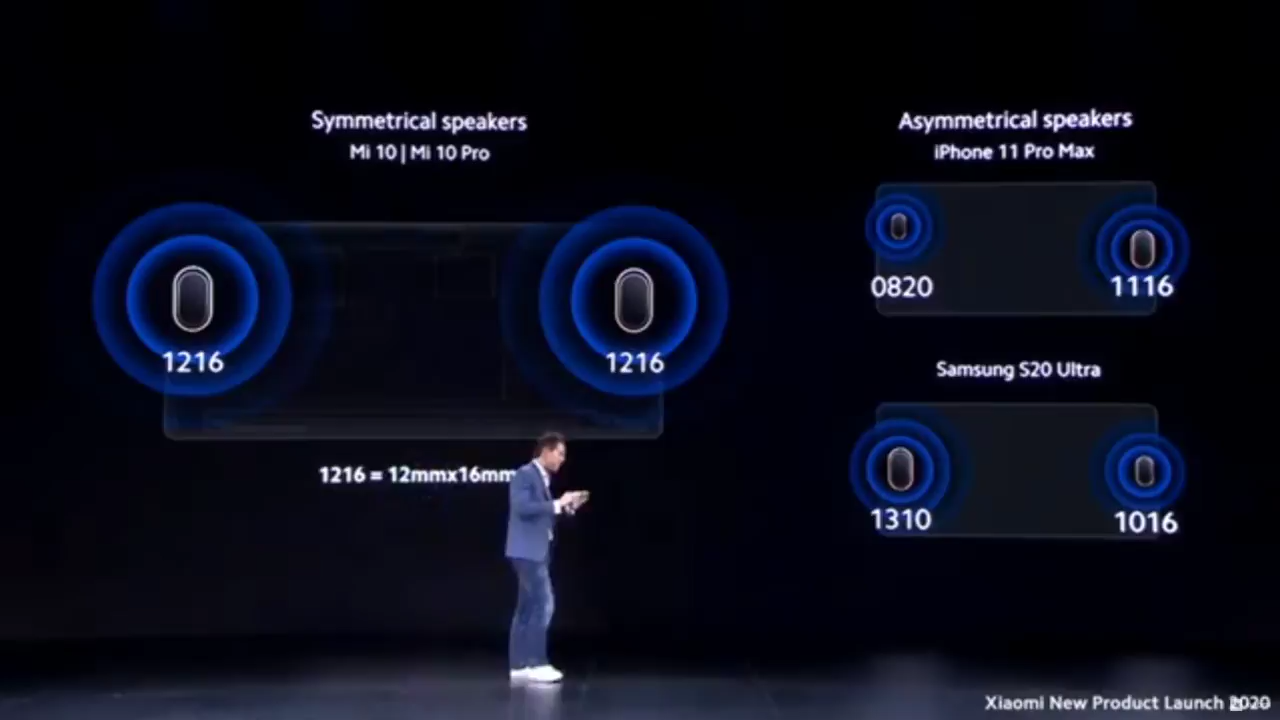 Symmetrical speakers
Mi 10 | Mi 10 Pro
1216
1216
1216 = 12mmx16mm
Asymmetrical speakers
iPhone 11 Pro Max
0820
1116
Samsung S20 Ultra
1310
1016
Xiaomi New Product Launch 2020